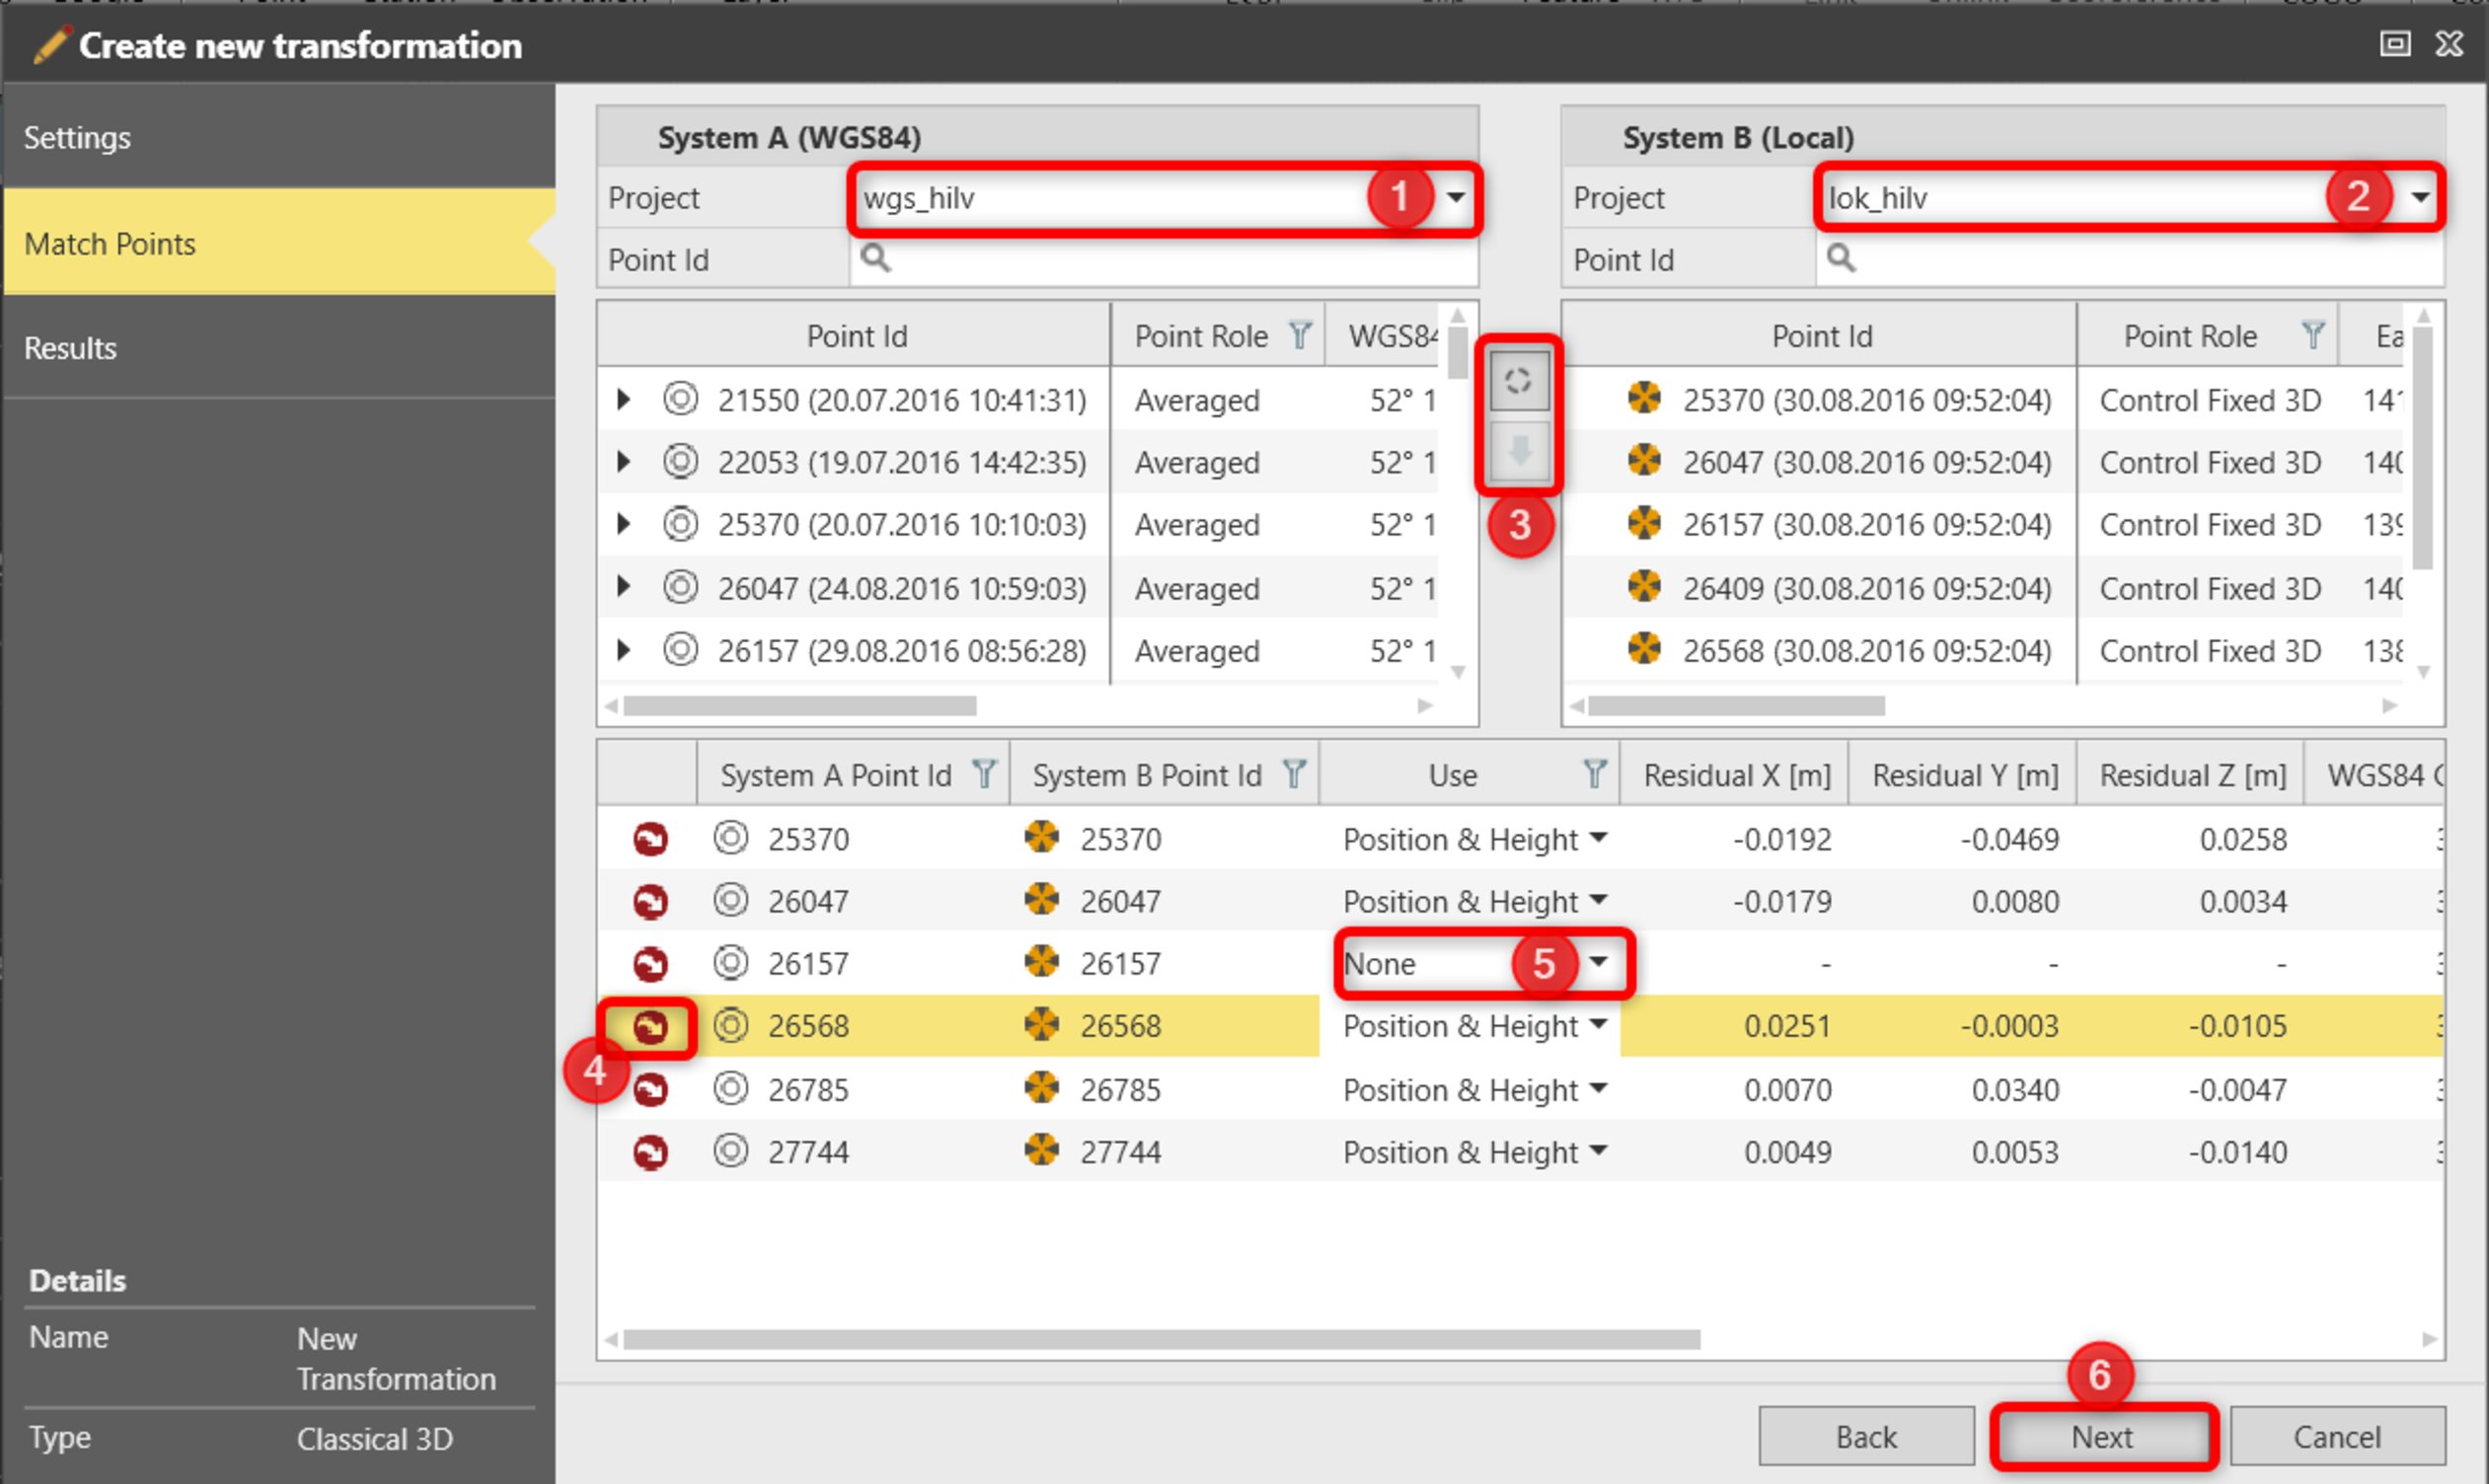 Create new transformation
Settings
Match Points
Results
Details
Name New
Transformation
Type Classical 3D
System A (WGS84)
Project wgs_hilv 1
Point Id
Point Id Point Role WGS84
21550 (20.07.2016 10:41:31) Averaged 52° 1
22053 (19.07.2016 14:42:35) Averaged 52° 1
25370 (20.07.2016 10:10:03) Averaged 52° 1
26047 (24.08.2016 10:59:03) Averaged 52° 1
26157 (29.08.2016 08:56:28) Averaged 52° 1
3
System B (Local)
Project lok_hilv 2
Point Id
Point Id Point Role Ea
25370 (30.08.2016 09:52:04) Control Fixed 3D 141
26047 (30.08.2016 09:52:04) Control Fixed 3D 140
26157 (30.08.2016 09:52:04) Control Fixed 3D 139
26409 (30.08.2016 09:52:04) Control Fixed 3D 140
26568 (30.08.2016 09:52:04) Control Fixed 3D 138
System A Point Id System B Point Id Use Residual X [m] Residual Y [m] Residual Z [m] WGS84
25370 25370 Position & Height -0.0192 -0.0469 0.0258
26047 26047 Position & Height -0.0179 0.0080 0.0034
26157 26157 None 5 - - -
26568 26568 Position & Height 0.0251 -0.0003 -0.0105
4
26785 26785 Position & Height 0.0070 0.0340 -0.0047
27744 27744 Position & Height 0.0049 0.0053 -0.0140
6
Back Next Cancel